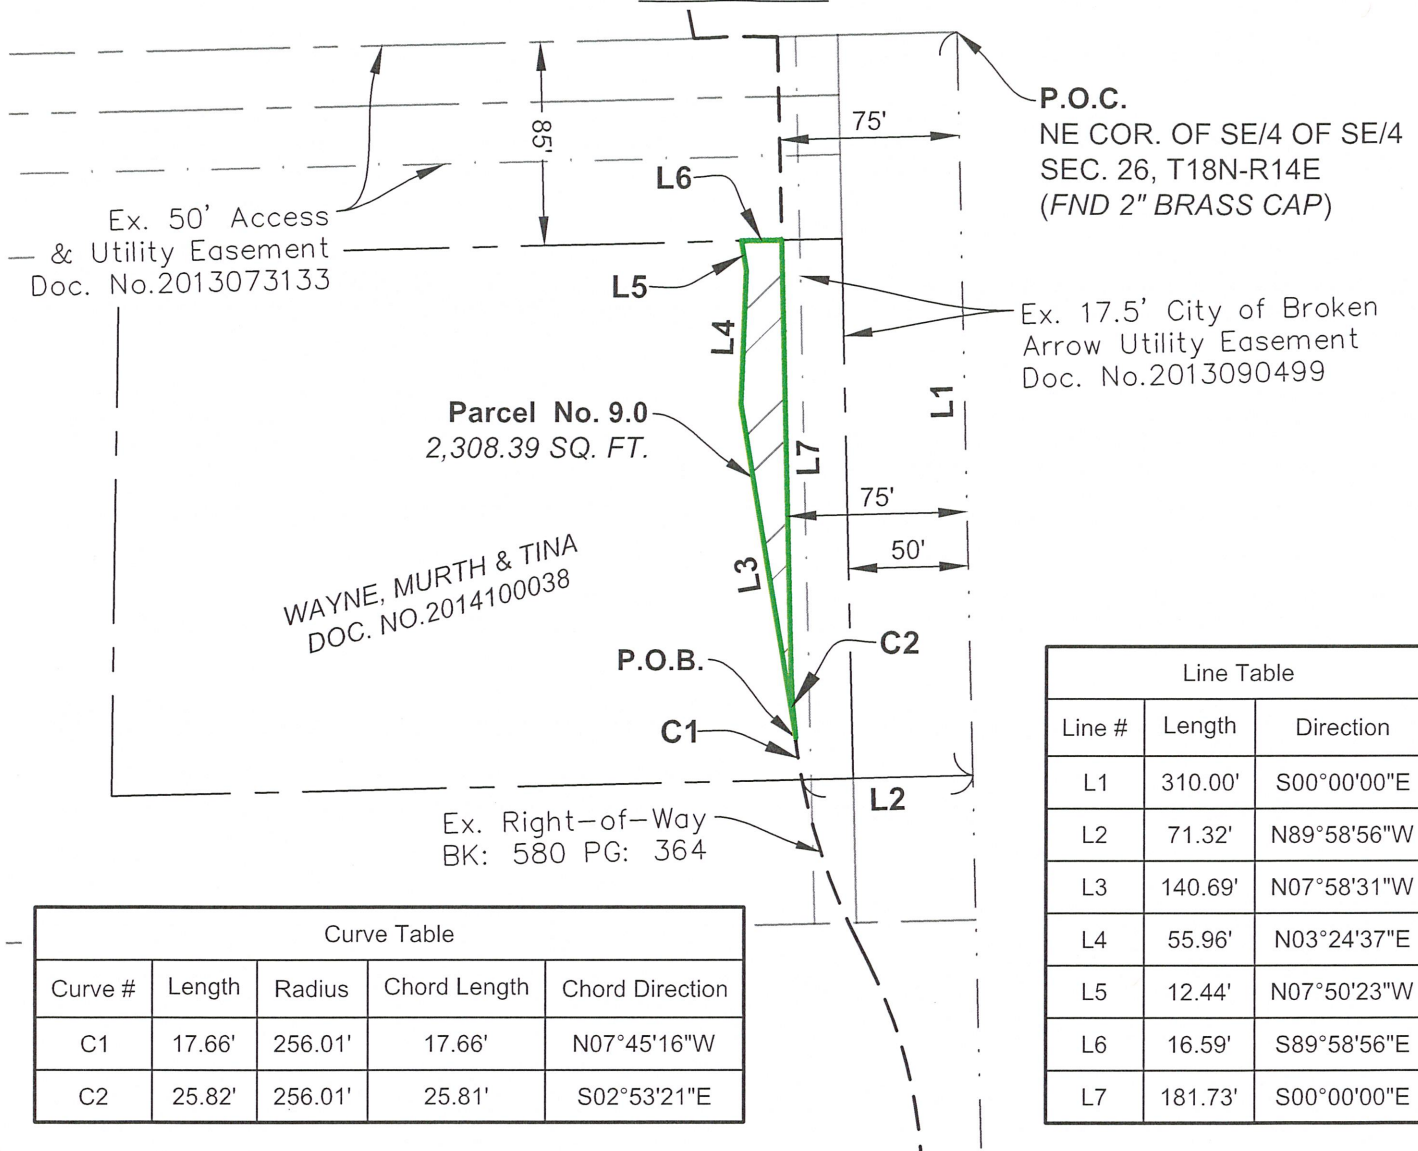 P.O.C.
NE COR. OF SE/4 OF SE/4
SEC. 26, T18N-R14E
(FND 2" BRASS CAP)
75'
85'
L6
Ex. 50' Access
& Utility Easement
Doc. No.2013073133
L5
L4
Ex. 17.5' City of Broken
Arrow Utility Easement
Doc. No.2013090499
L1
Parcel No. 9.0
2,308.39 SQ. FT.
L7
75'
50'
WAYNE, MURTH & TINA
DOC. NO.2014100038
L3
C2
P.O.B.
C1
L2
Ex. Right-of-Way
BK: 580 PG: 364
Line Table
Line # Length Direction
L1 310.00' S00°00'00"E
L2 71.32' N89°58'56"W
L3 140.69' N07°58'31"W
L4 55.96' N03°24'37"E
L5 12.44' N07°50'23"W
L6 16.59' S89°58'56"E
L7 181.73' S00°00'00"E
Curve Table
Curve # Length Radius Chord Length Chord Direction
C1 17.66' 256.01' 17.66' N07°45'16"W
C2 25.82' 256.01' 25.81' S02°53'21"E